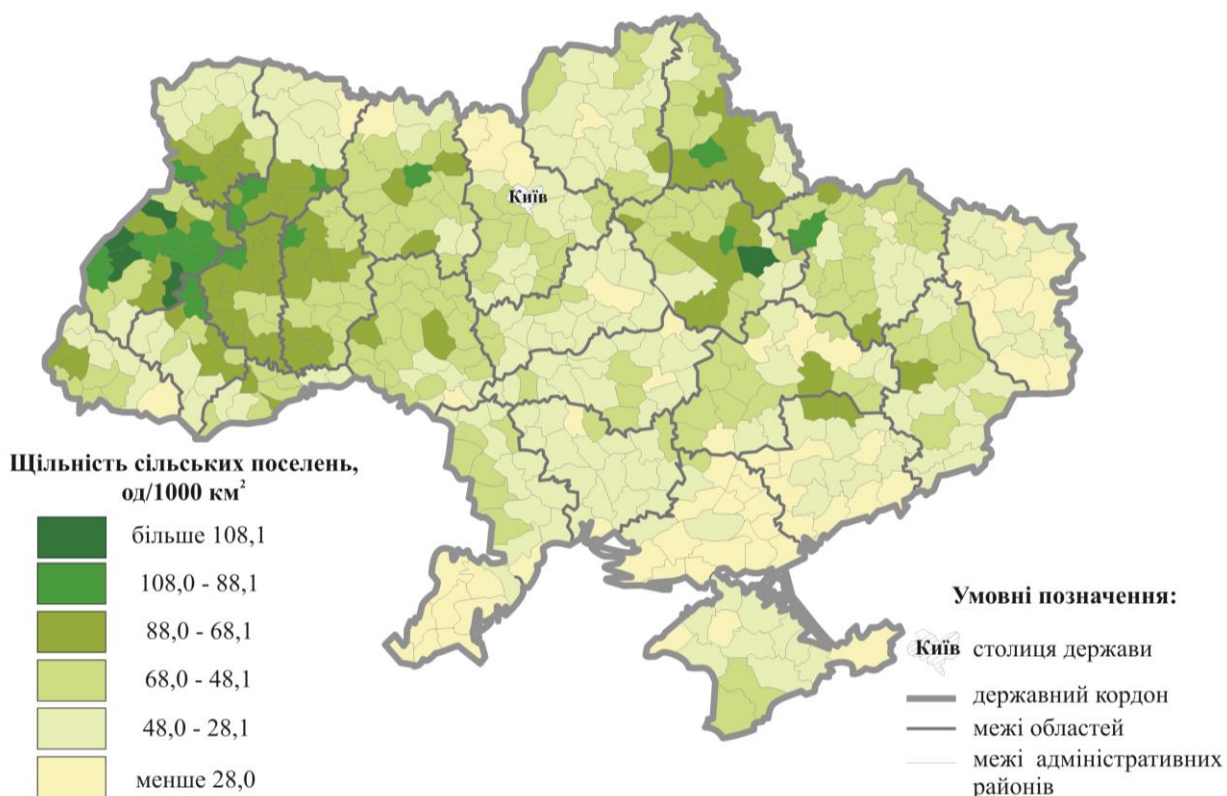 Київ
Щільність сільських поселень,
од/1000 км²
більше 108,1
108,0 - 88,1
88,0 - 68,1
68,0 - 48,1
48,0 - 28,1
менше 28,0
Умовні позначення:
Київ столиця держави
державний кордон
межі областей
межі адміністративних
районів